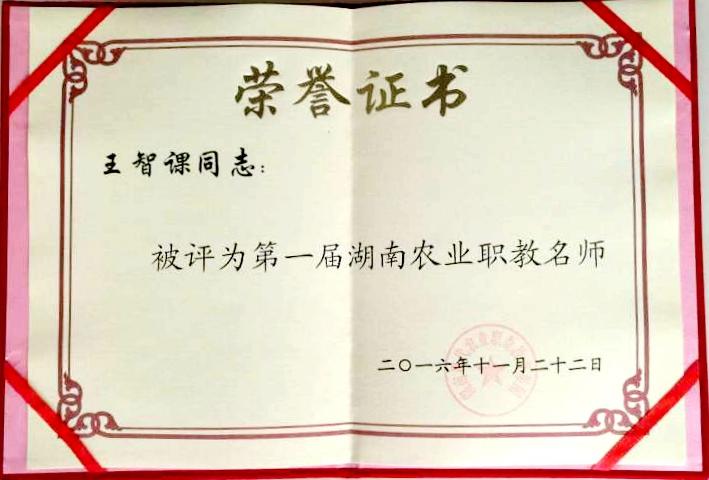 荣誉证书
王智课同志：
被评为第一届湖南农业职教名师
二〇一六年十一月二十二日